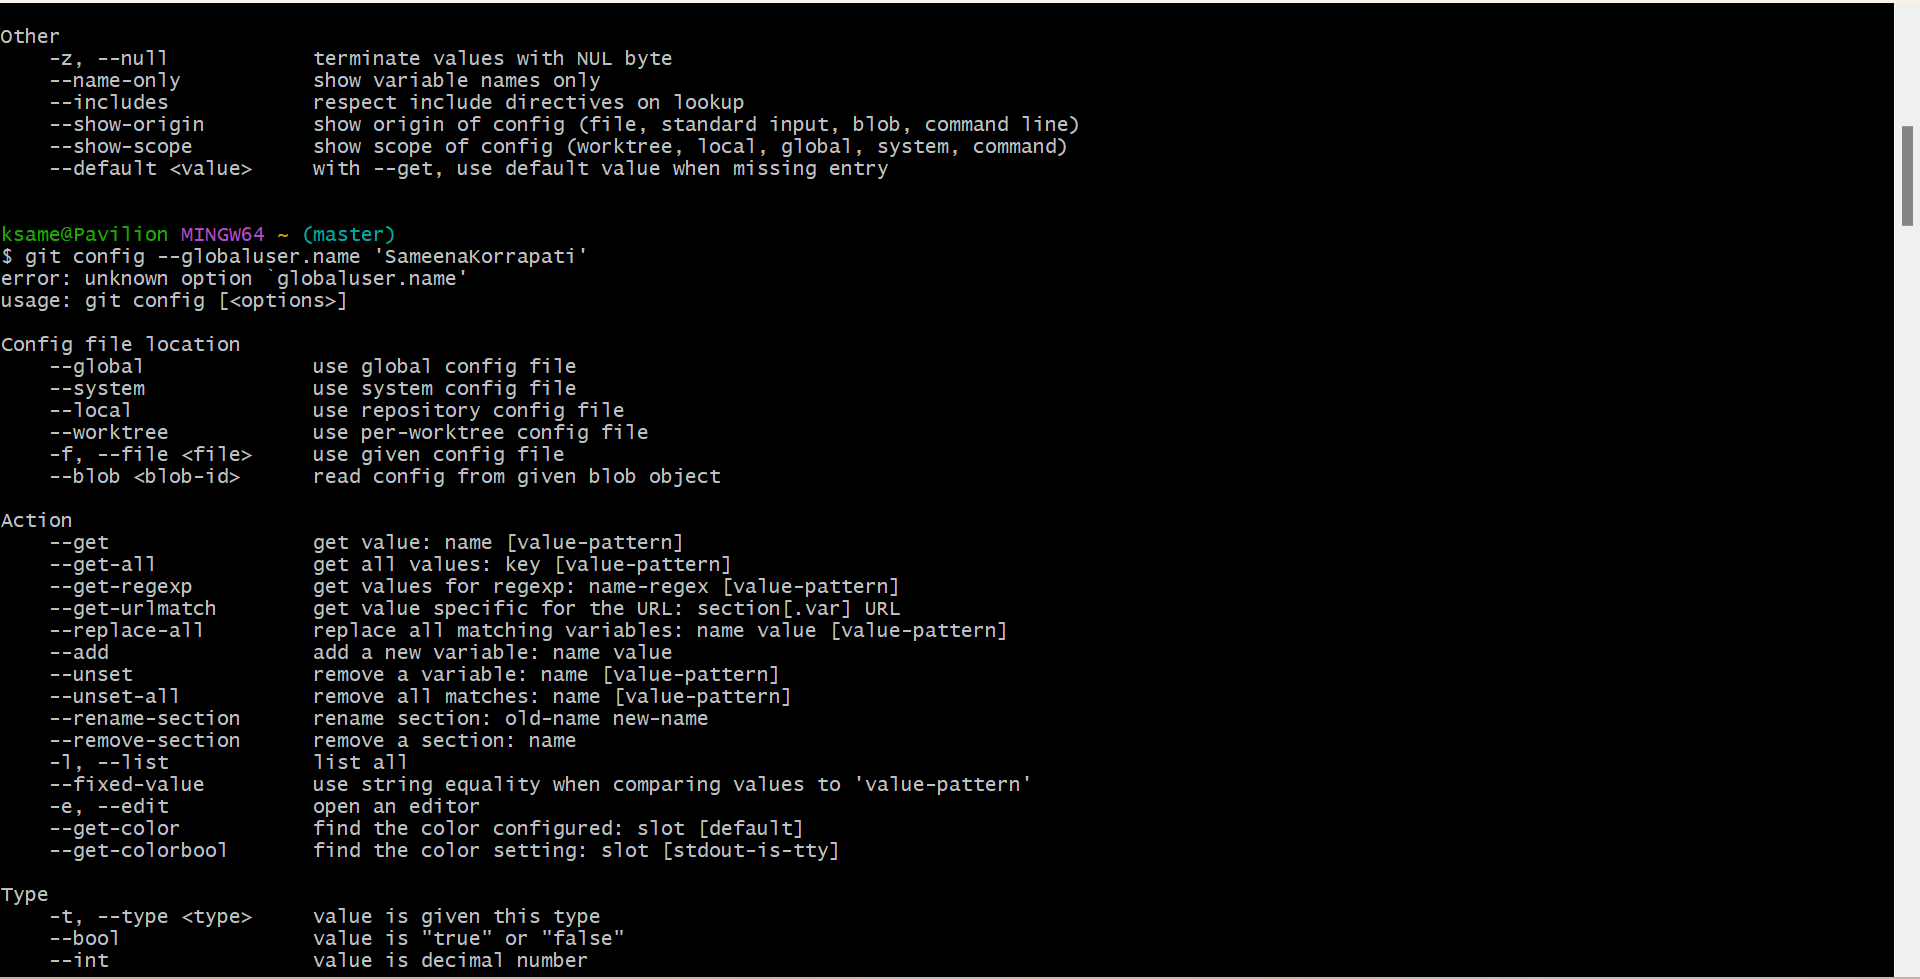 Other
    -z, --null            terminate values with NUL byte
    --name-only           show variable names only
    --includes            respect include directives on lookup
    --show-origin         show origin of config (file, standard input, blob, command line)
    --show-scope          show scope of config (worktree, local, global, system, command)
    --default <value>     with --get, use default value when missing entry
ksame@Pavilion MINGW64 ~ (master)
$ git config --globaluser.name 'SameenaKorrapati'
error: unknown option `globaluser.name'
usage: git config [<options>]
Config file location
    --global              use global config file
    --system              use system config file
    --local               use repository config file
    --worktree            use per-worktree config file
    -f, --file <file>     use given config file
    --blob <blob-id>      read config from given blob object
Action
    --get                 get value: name [value-pattern]
    --get-all             get all values: key [value-pattern]
    --get-regexp          get values for regexp: name-regex [value-pattern]
    --get-urlmatch        get value specific for the URL: section[.var] URL
    --replace-all         replace all matching variables: name value [value-pattern]
    --add                 add a new variable: name value
    --unset               remove a variable: name [value-pattern]
    --unset-all           remove all matches: name [value-pattern]
    --rename-section      rename section: old-name new-name
    --remove-section      remove a section: name
    -l, --list            list all
    --fixed-value         use string equality when comparing values to 'value-pattern'
    -e, --edit            open an editor
    --get-color           find the color configured: slot [default]
    --get-colorbool       find the color setting: slot [stdout-is-tty]
Type
    -t, --type <type>     value is given this type
    --bool                value is "true" or "false"
    --int                 value is decimal number